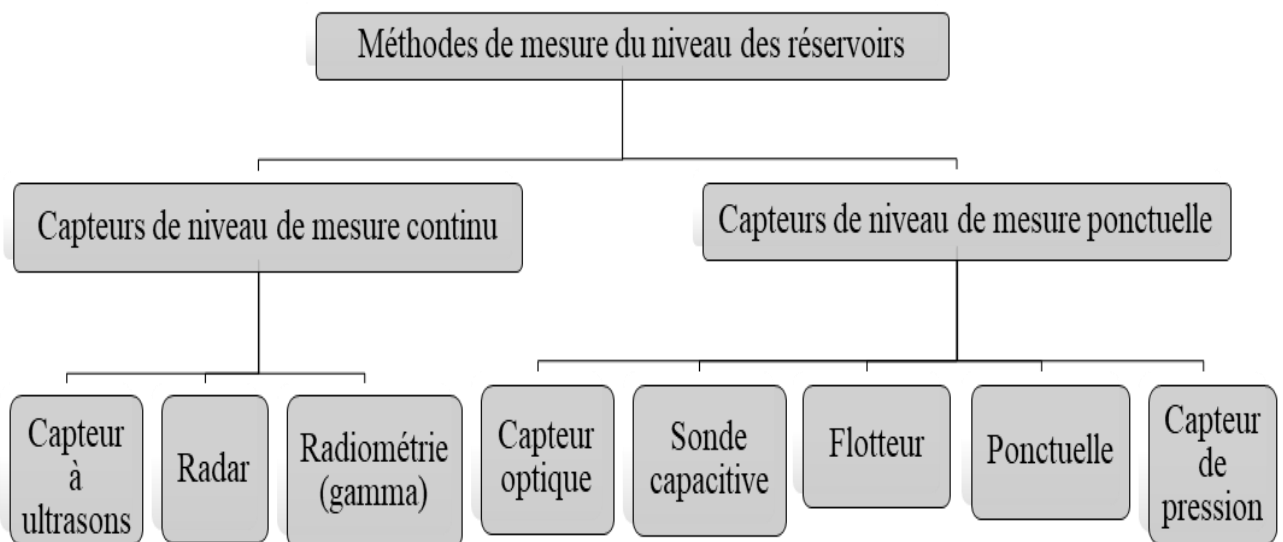 Méthodes de mesure du niveau des réservoirs
Capteurs de niveau de mesure continu
Capteurs de niveau de mesure ponctuelle
Capteur
à
ultrasons
Radar
Radiométrie
(gamma)
Capteur
optique
Sonde
capacitive
Flotteur
Ponctuelle
Capteur
de
pression